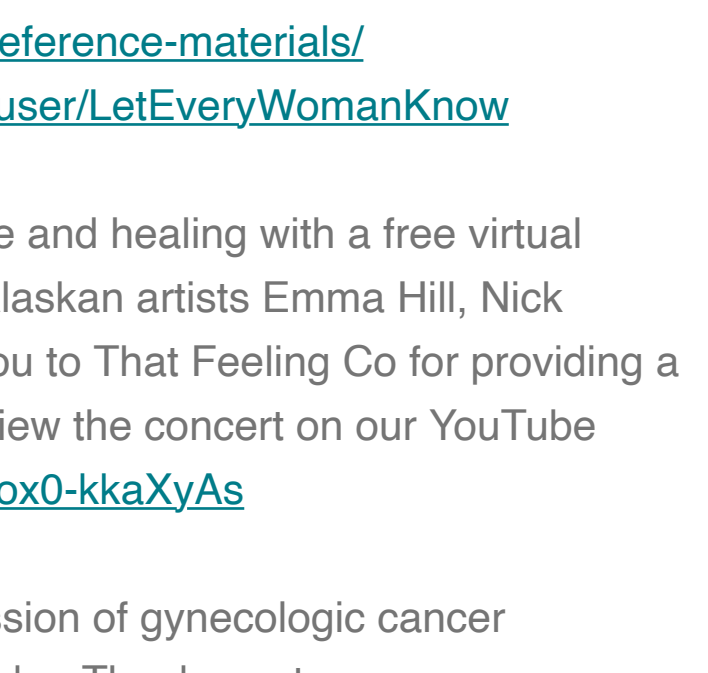 eference-materials/
user/LetEveryWomanKnow
e and healing with a free virtual
laskan artists Emma Hill, Nick
ou to That Feeling Co for providing a
iew the concert on our YouTube
ox0-kkaXyAs
ssion of gynecologic cancer